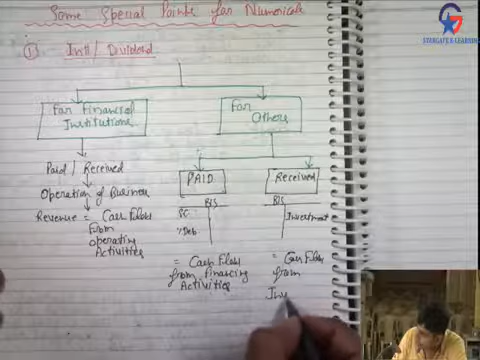 Some Special Points for Numericals
① Intt/Dividend
For Financial
Institutions
For
Others
Paid / Received
Operation of Business
Revenue = Cash Flows
From
operating
Activities
PAID
B/S
SC
% Deb
= Cash Flows
from Financing
Activities
Received
B/S
Investment
= Cash Flows
from
Inv
STARGATE E-LEARNING